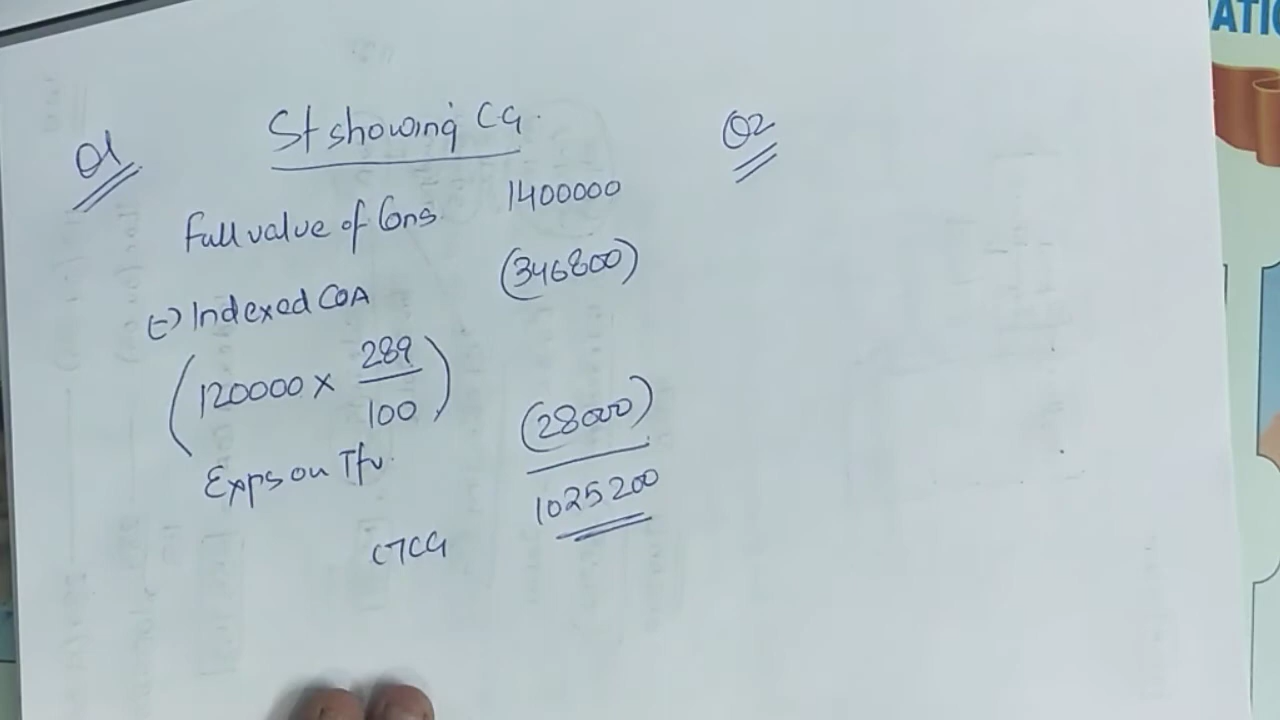 Q1
St showing CG.
Q2
Full value of Cons. 1400000
(-) Indexed COA (346800)
(120000 × 289/100)
Exps on Tfr. (28000)
LTCG 1025200